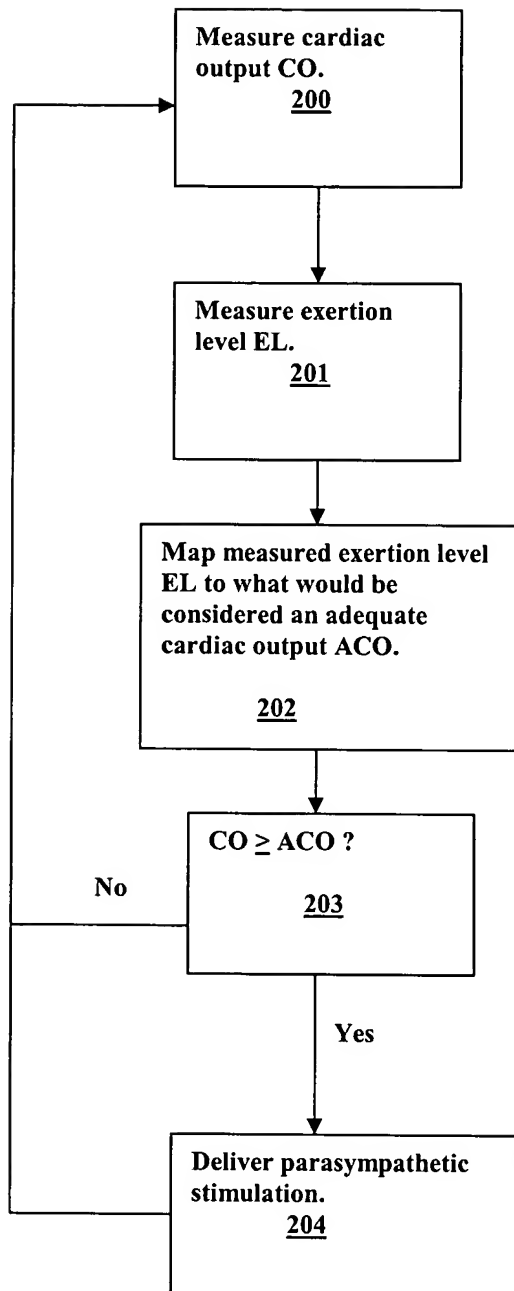 Measure cardiac
output CO.
200
Measure exertion
level EL.
201
Map measured exertion level
EL to what would be
considered an adequate
cardiac output ACO.
202
CO ≥ ACO ?
No
203
Yes
Deliver parasympathetic
stimulation.
204